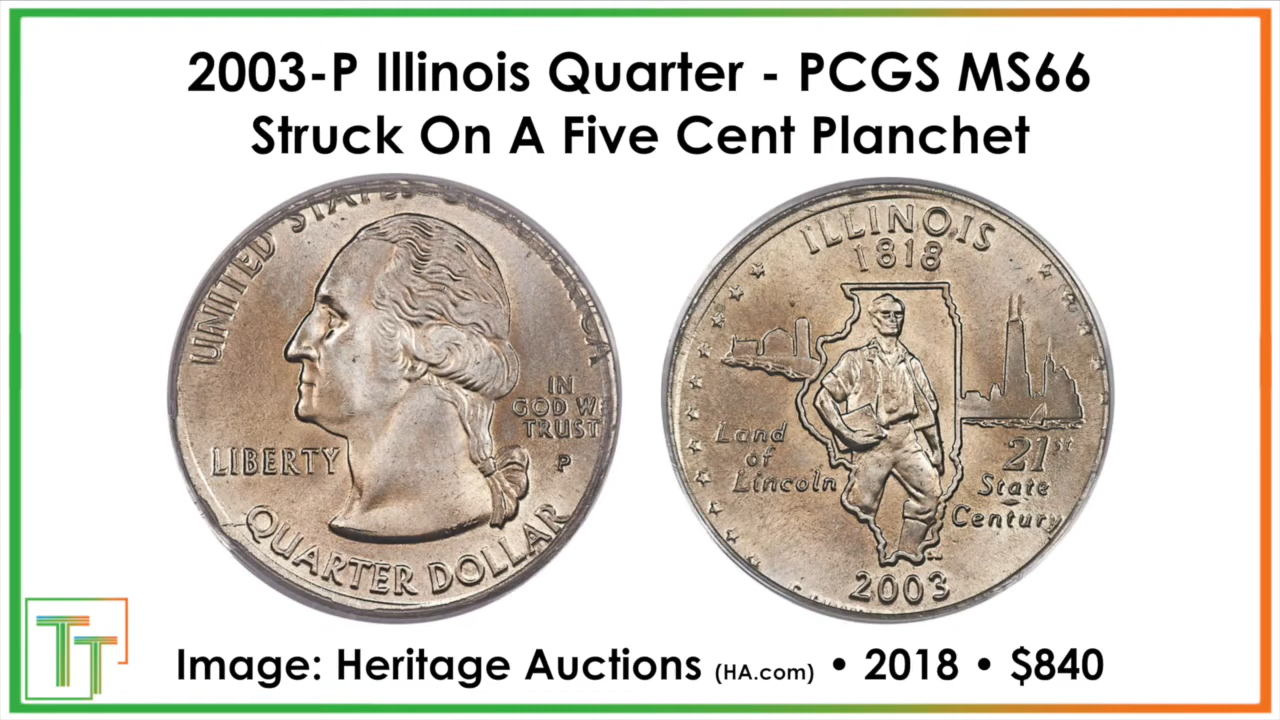 2003-P Illinois Quarter - PCGS MS66
Struck On A Five Cent Planchet
UNITED STATES
LIBERTY
IN
GOD WE
TRUST
P
QUARTER DOLLAR
ILLINOIS
1818
Land
of
Lincoln
21st
State
Century
2003
TT
Image: Heritage Auctions (HA.com) • 2018 • $840